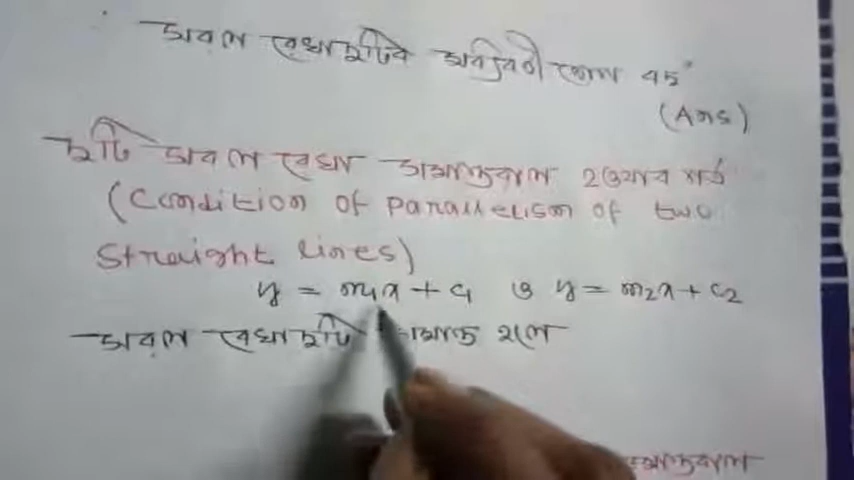 সরল রেখাদুটির অন্তর্বর্তী কোণ 45°
(Ans)
দুটি সরল রেখা সমান্তরাল হওয়ার শর্ত
(Condition of parallelism of two
straight lines)
y = m₁x + c₁ ও y = m₂x + c₂
সরল রেখাদুটি হলে
সমান্তরাল